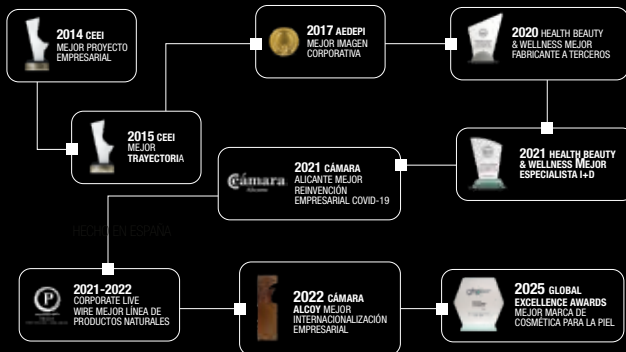 2014 CEEI
MEJOR PROYECTO
EMPRESARIAL
2015 CEEI
MEJOR
TRAYECTORIA
2017 AEDEPI
MEJOR IMAGEN
CORPORATIVA
2020 HEALTH BEAUTY
& WELLNESS MEJOR
FABRICANTE A TERCEROS
2021 HEALTH BEAUTY
& WELLNESS MEJOR
ESPECIALISTA I+D
cámara
Alicante
2021 CÁMARA
ALICANTE MEJOR
REINVENCIÓN
EMPRESARIAL COVID-19
HECHO EN ESPAÑA
P
2021-2022
CORPORATE LIVE
WIRE MEJOR LÍNEA DE
PRODUCTOS NATURALES
2022 CÁMARA
ALCOY MEJOR
INTERNACIONALIZACIÓN
EMPRESARIAL
2025 GLOBAL
EXCELLENCE AWARDS
MEJOR MARCA DE
COSMÉTICA PARA LA PIEL